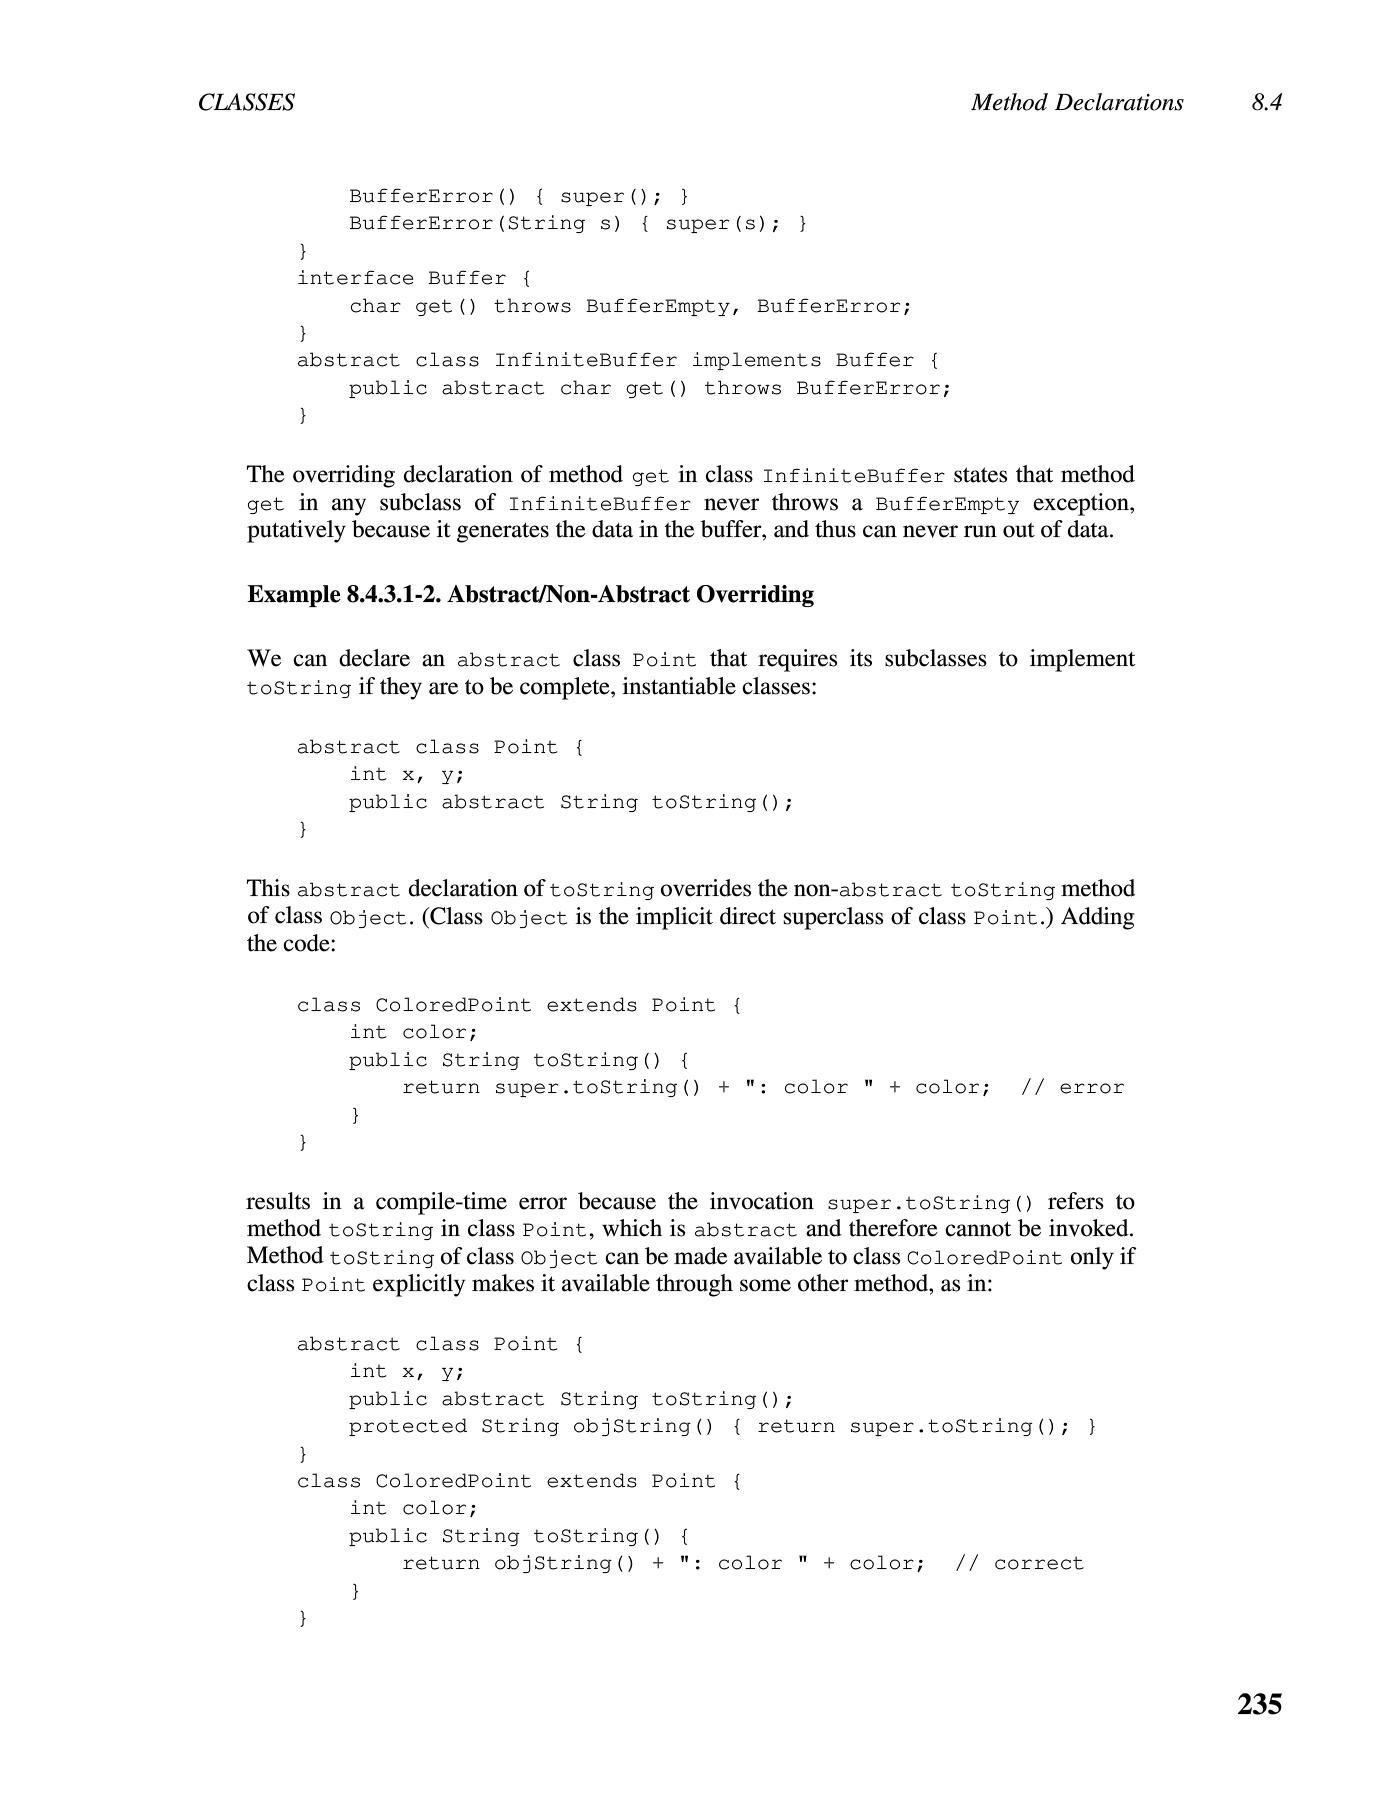 CLASSES Method Declarations 8.4
BufferError() { super(); }
BufferError(String s) { super(s); }
}
interface Buffer {
char get() throws BufferEmpty, BufferError;
}
abstract class InfiniteBuffer implements Buffer {
public abstract char get() throws BufferError;
}
The overriding declaration of method get in class InfiniteBuffer states that method
get in any subclass of InfiniteBuffer never throws a BufferEmpty exception,
putatively because it generates the data in the buffer, and thus can never run out of data.
Example 8.4.3.1-2. Abstract/Non-Abstract Overriding
We can declare an abstract class Point that requires its subclasses to implement
toString if they are to be complete, instantiable classes:
abstract class Point {
int x, y;
public abstract String toString();
}
This abstract declaration of toString overrides the non-abstract toString method
of class Object. (Class Object is the implicit direct superclass of class Point.) Adding
the code:
class ColoredPoint extends Point {
int color;
public String toString() {
return super.toString() + ": color " + color; // error
}
}
results in a compile-time error because the invocation super.toString() refers to
method toString in class Point, which is abstract and therefore cannot be invoked.
Method toString of class Object can be made available to class ColoredPoint only if
class Point explicitly makes it available through some other method, as in:
abstract class Point {
int x, y;
public abstract String toString();
protected String objString() { return super.toString(); }
}
class ColoredPoint extends Point {
int color;
public String toString() {
return objString() + ": color " + color; // correct
}
}
235